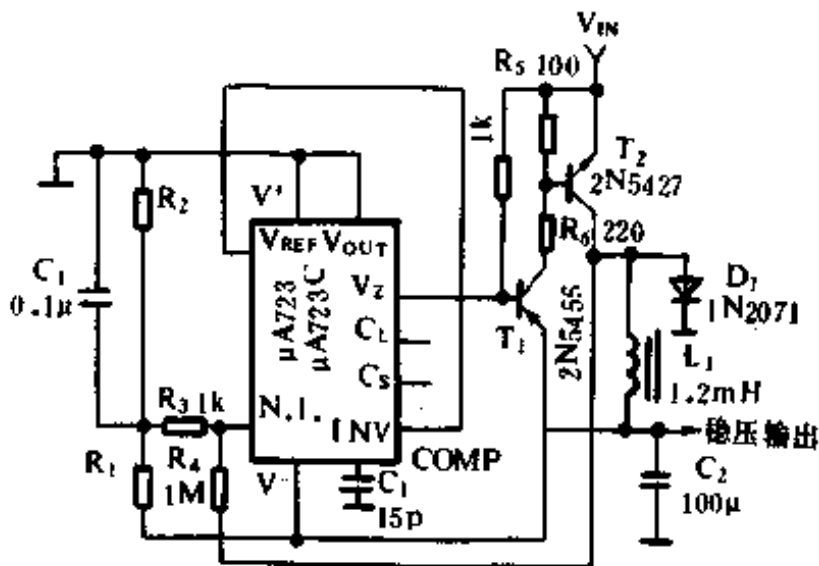 V_IN
R5 100
1k
T2
2N5427
R2
V'
V_REF V_OUT
R6 220
C1
0.1μ
μA723
μA723C
V_Z
C_L
C_S
T1
2N5455
D1
1N2071
L1
1.2mH
R3 1k
N.I.
INV
稳压输出
R1
R4
1M
V
COMP
C1
15p
C2
100μ